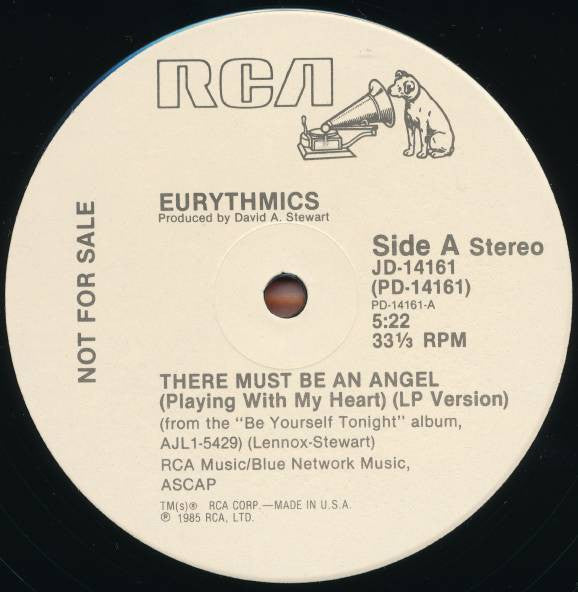 RCA
EURYTHMICS
Produced by David A. Stewart
NOT FOR SALE
Side A Stereo
JD-14161
(PD-14161)
PD-14161-A
5:22
33⅓ RPM
THERE MUST BE AN ANGEL
(Playing With My Heart) (LP Version)
(from the "Be Yourself Tonight" album,
AJL1-5429) (Lennox-Stewart)
RCA Music/Blue Network Music,
ASCAP
TM(s)® RCA CORP.—MADE IN U.S.A.
℗ 1985 RCA, LTD.